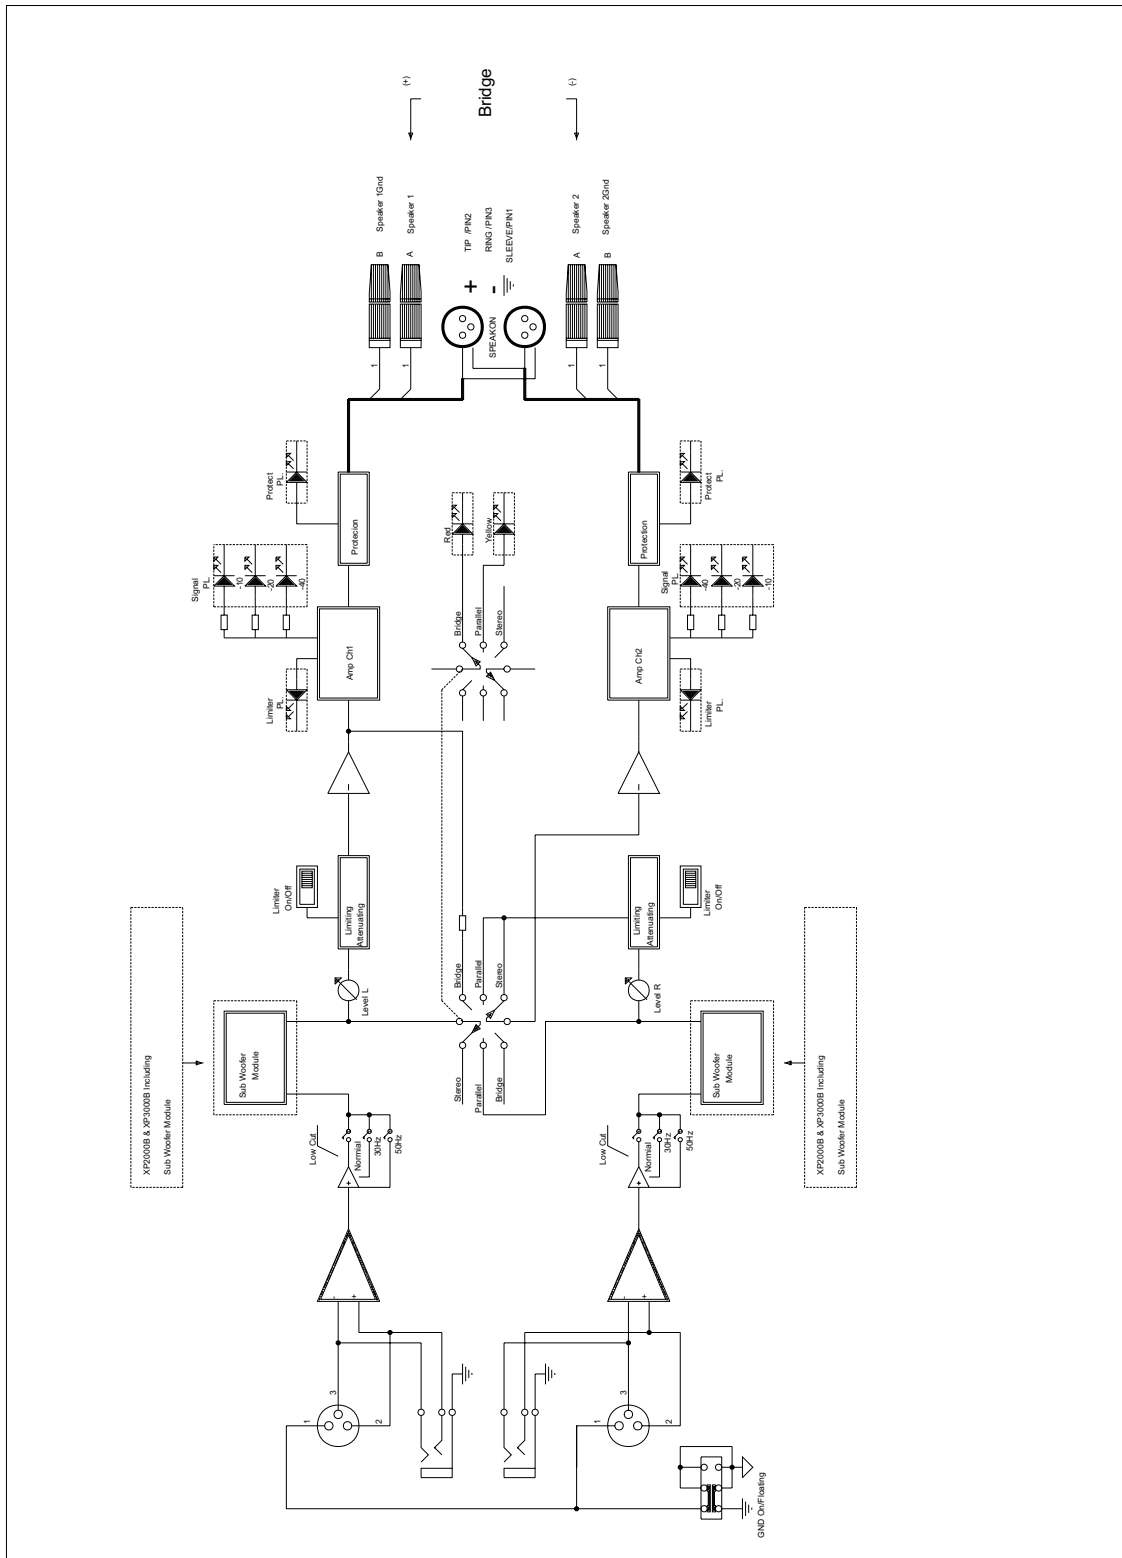 (+)
Bridge
(-)
B Speaker 1Gnd
A Speaker 1
TIP /PIN2
RING /PIN3
SLEEVE/PIN1
+
-
SPEAKON
A Speaker 2
B Speaker 2Gnd
1
1
1
1
Protect
PL.
Protecion
Signal
PL.
-10
-20
-40
Red
Yellow
Protect
PL.
Protection
Signal
PL.
-40
-20
-10
Amp Ch1
Limiter
PL.
Bridge
Parallel
Stereo
Amp Ch2
Limiter
PL.
Limiter
On/Off
Limiting
Attenuating
Level L
Bridge
Parallel
Stereo
Stereo
Parallel
Bridge
Limiter
On/Off
Limiting
Attenuating
Level R
XP2000B & XP3000B Including
Sub Woofer Module
Sub Woofer
Module
Sub Woofer
Module
XP2000B & XP3000B Including
Sub Woofer Module
Low Cut
Normial
30Hz
50Hz
+
Low Cut
Normal
30Hz
50Hz
+
-
+
-
+
1
3
2
1
3
2
GND On/Floating